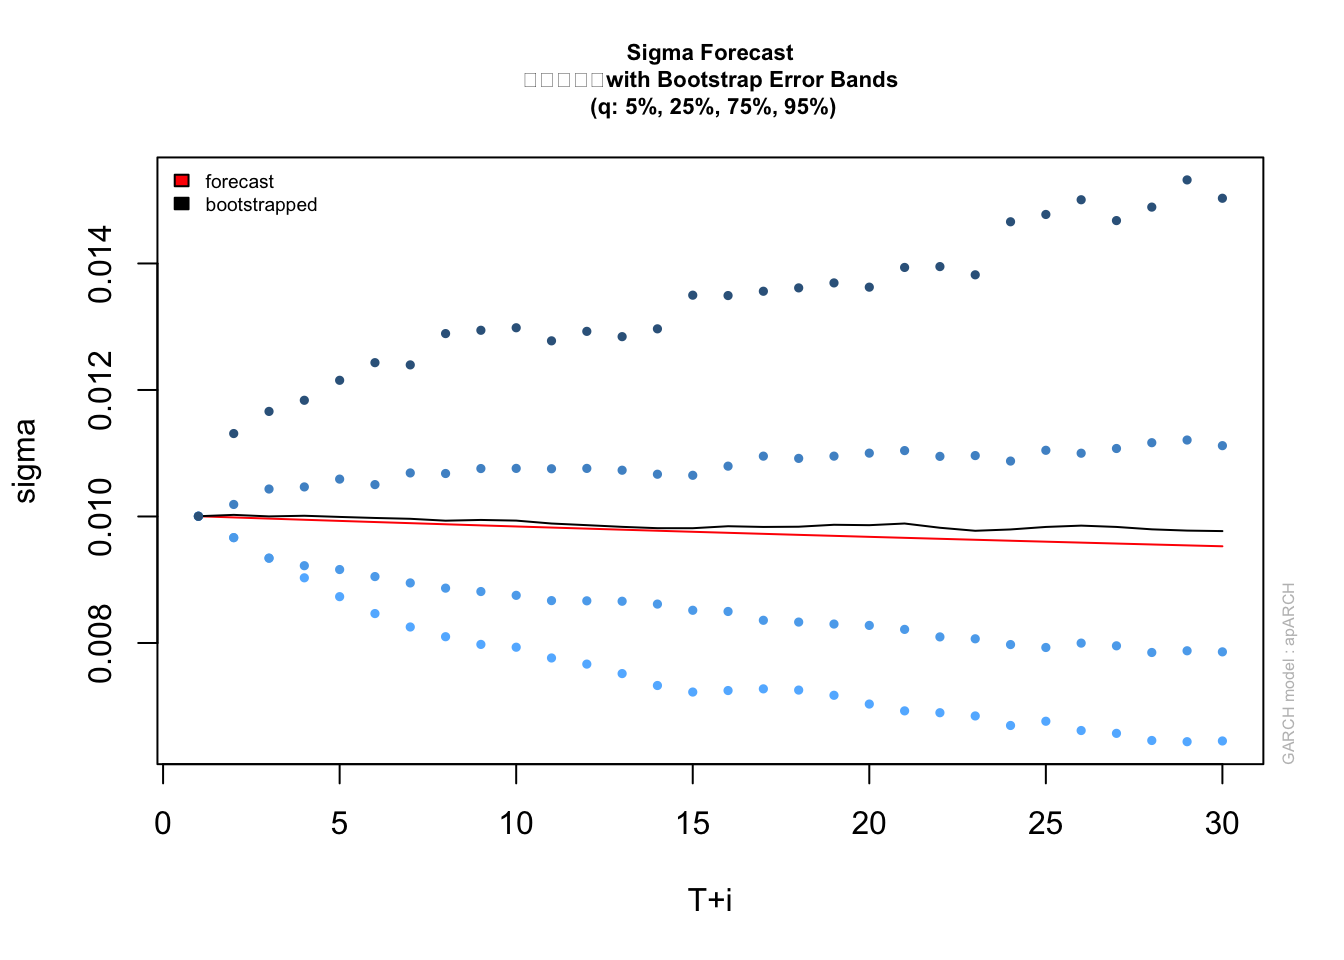 Sigma Forecast
with Bootstrap Error Bands
(q: 5%, 25%, 75%, 95%)
forecast
bootstrapped
sigma
0.014
0.012
0.010
0.008
0 5 10 15 20 25 30
T+i
GARCH model : apARCH